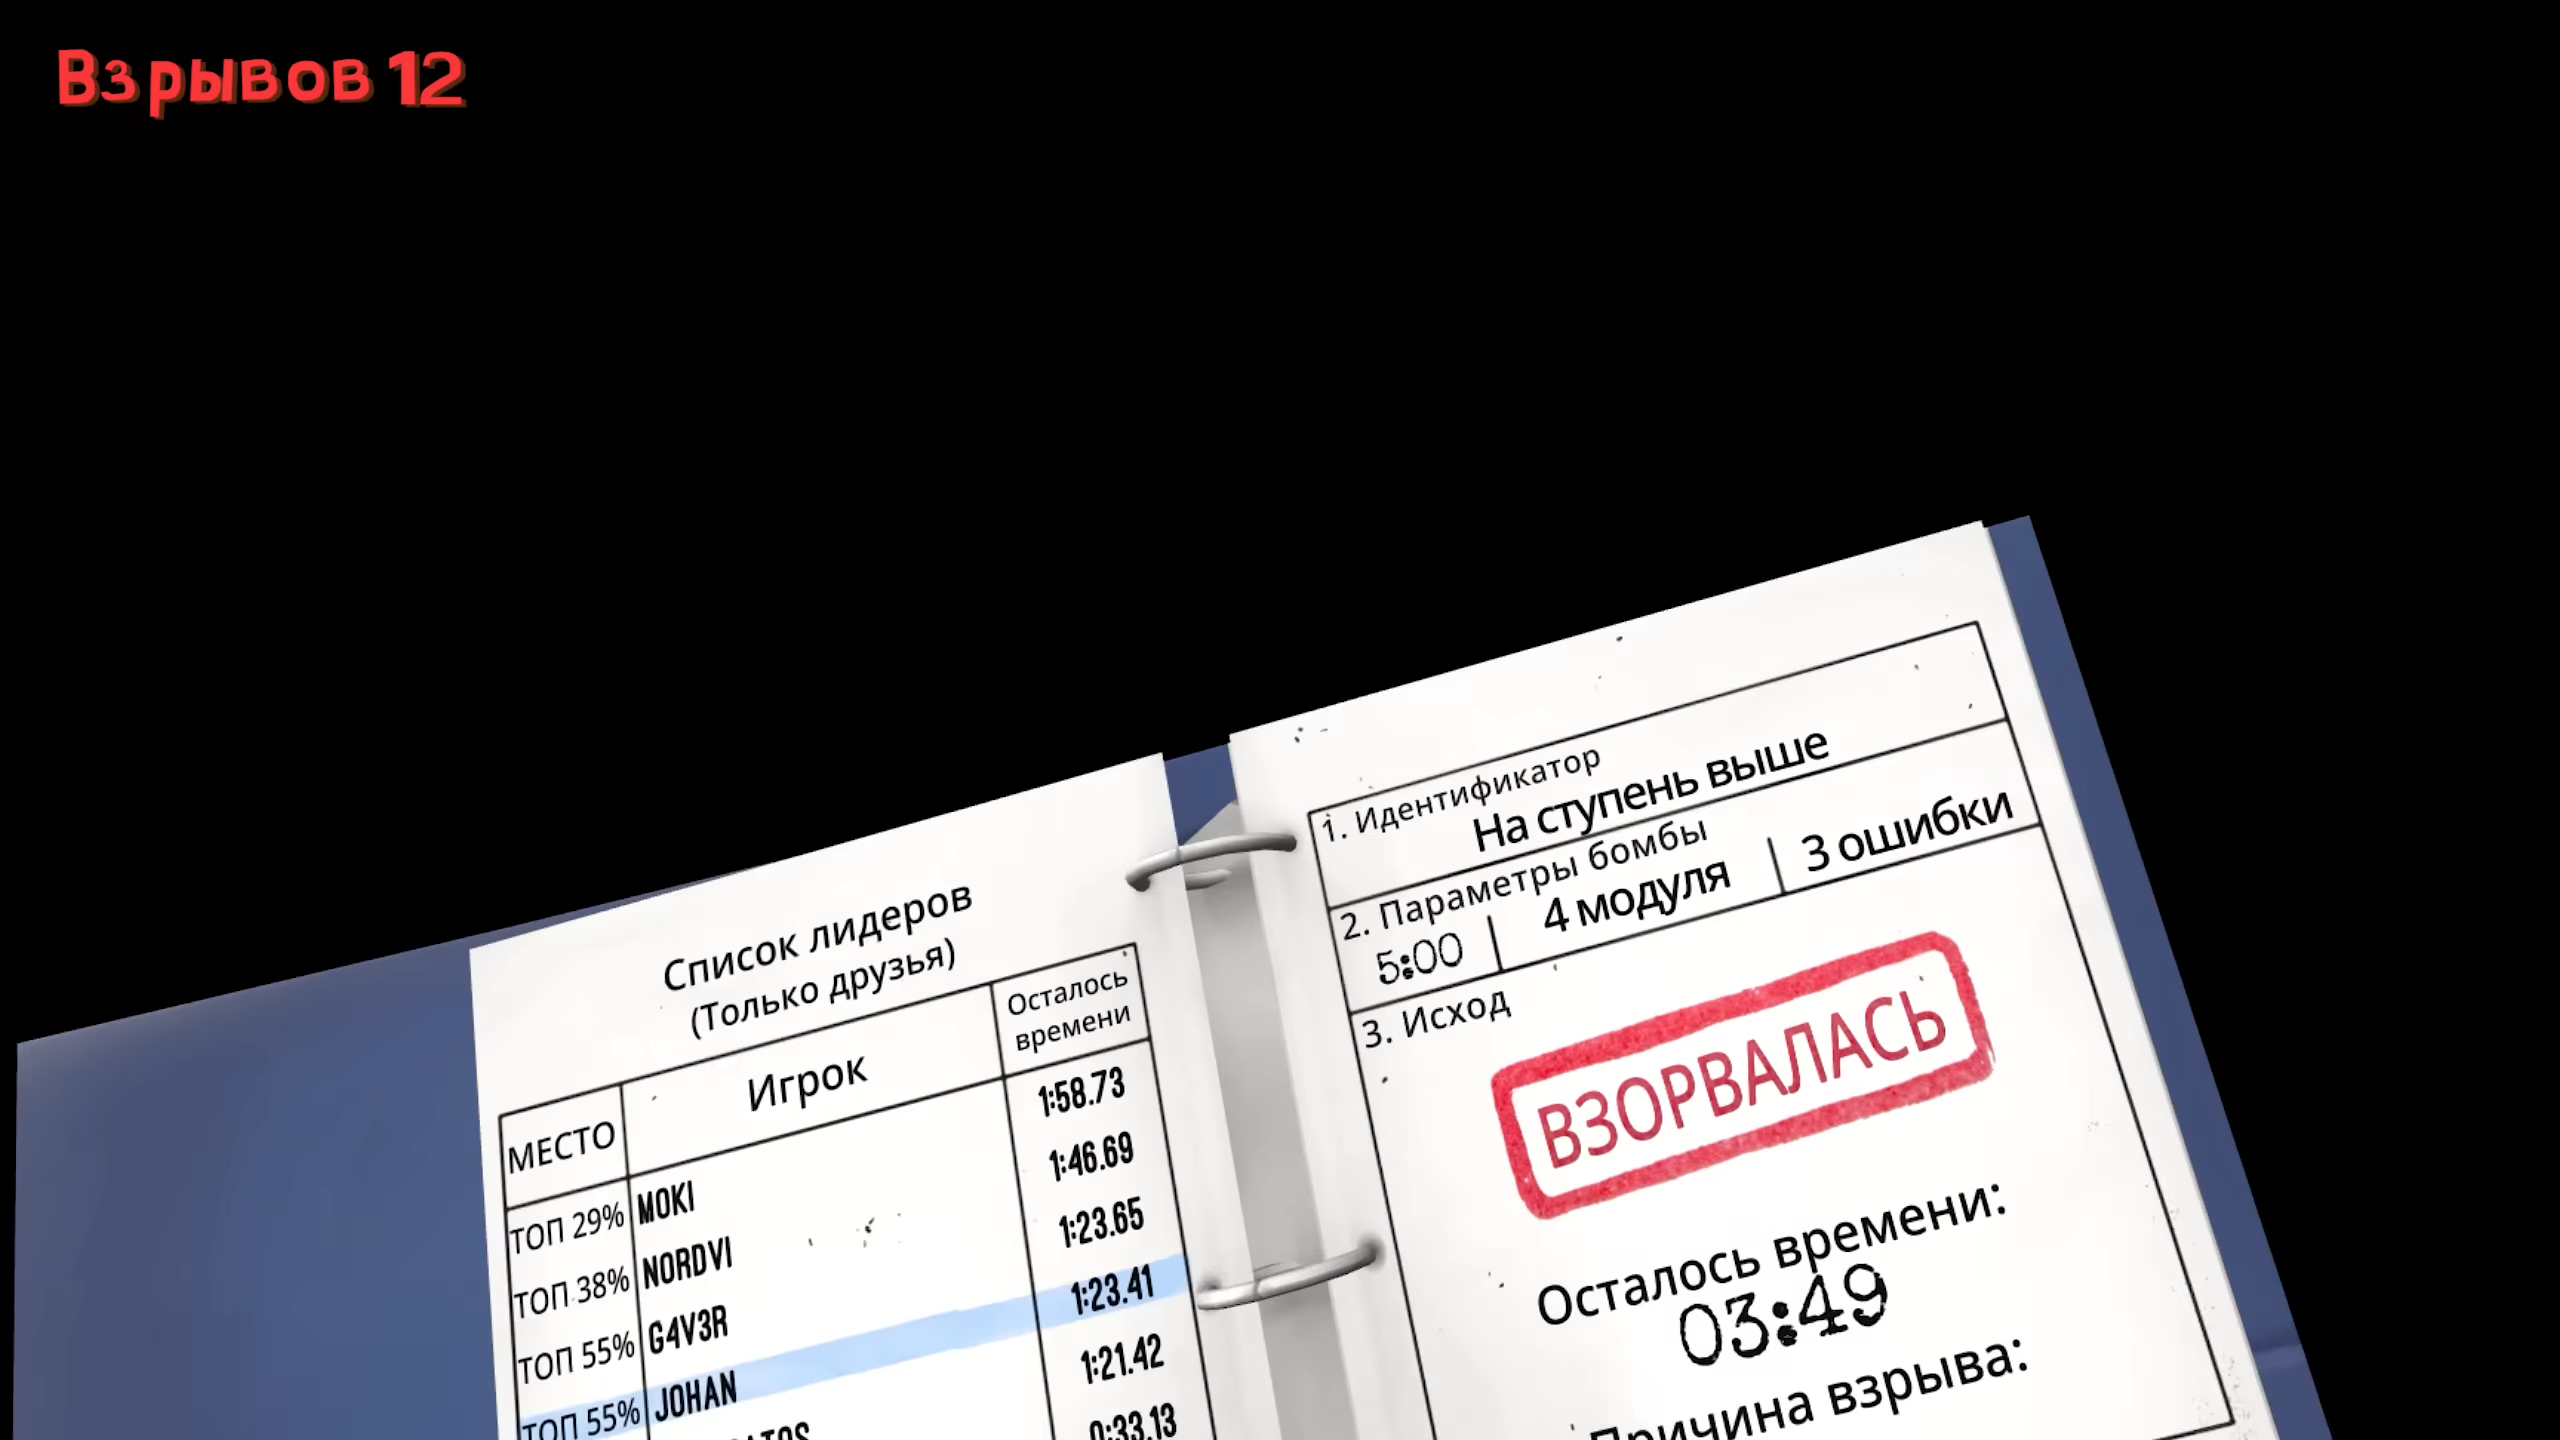 Взрывов 12
Список лидеров
(Только друзья)
МЕСТО Игрок Осталось времени
ТОП 29% MOKI 1:58.73
ТОП 38% NORDVI 1:46.69
ТОП 55% G4V3R 1:23.65
ТОП 55% JOHAN 1:23.41
1:21.42
0:33.13
1. Идентификатор
На ступень выше
2. Параметры бомбы
5:00 4 модуля 3 ошибки
3. Исход
ВЗОРВАЛАСЬ
Осталось времени:
03:49
Причина взрыва: